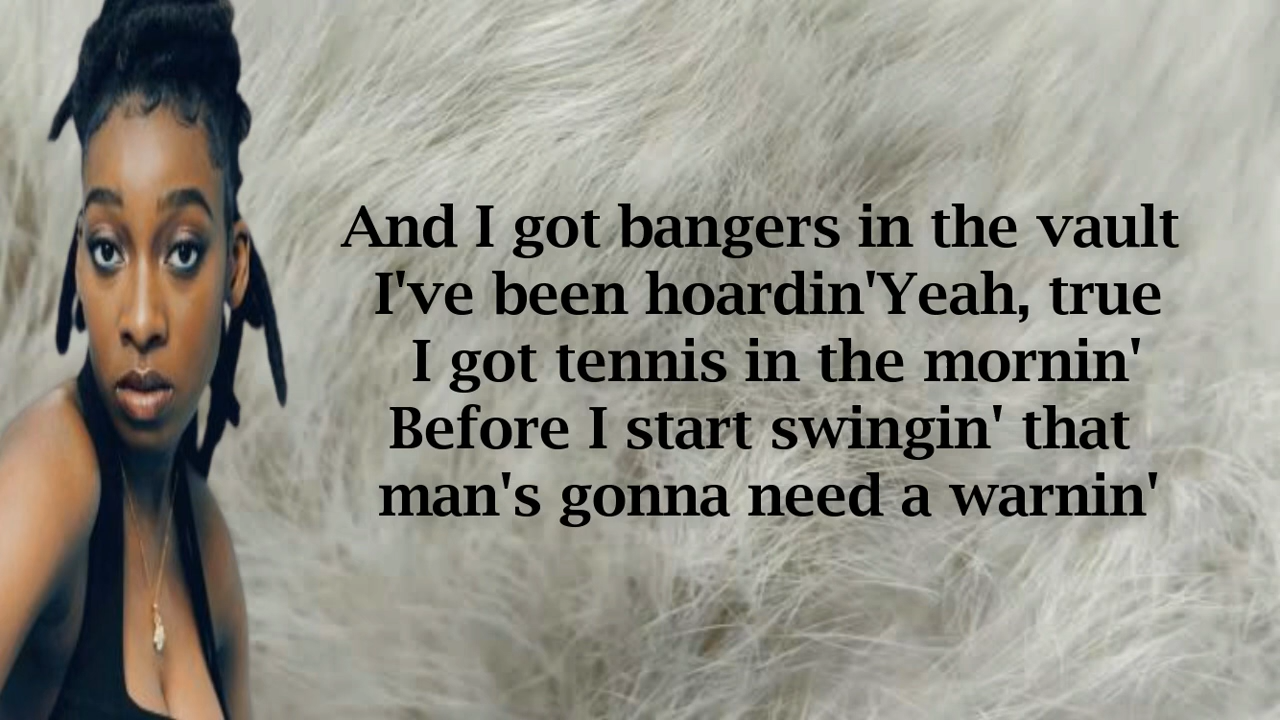 And I got bangers in the vault
I've been hoardin'Yeah, true
I got tennis in the mornin'
Before I start swingin' that
man's gonna need a warnin'